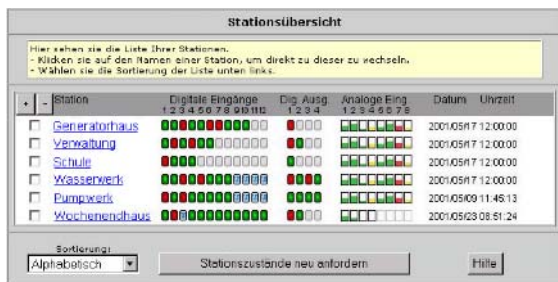 Stationsübersicht
Hier sehen sie die Liste Ihrer Stationen.
- Klicken sie auf den Namen einer Station, um direkt zu dieser zu wechseln.
- Wählen sie die Sortierung der Liste unten links.
+ - Station Digitale Eingänge Dig. Ausg. Analoge Eing. Datum Uhrzeit
1 2 3 4 5 6 7 8 9 10 11 12 1 2 3 4 1 2 3 4 5 6 7 8
Generatorhaus 2001/05/17 12:00:00
Verwaltung 2001/05/17 12:00:00
Schule 2001/05/17 12:00:00
Wasserwerk 2001/05/17 12:00:00
Pumpwerk 2001/05/09 11:45:13
Wochenendhaus 2001/05/23 08:51:24
Sortierung:
Alphabetisch Stationszustände neu anfordern Hilfe